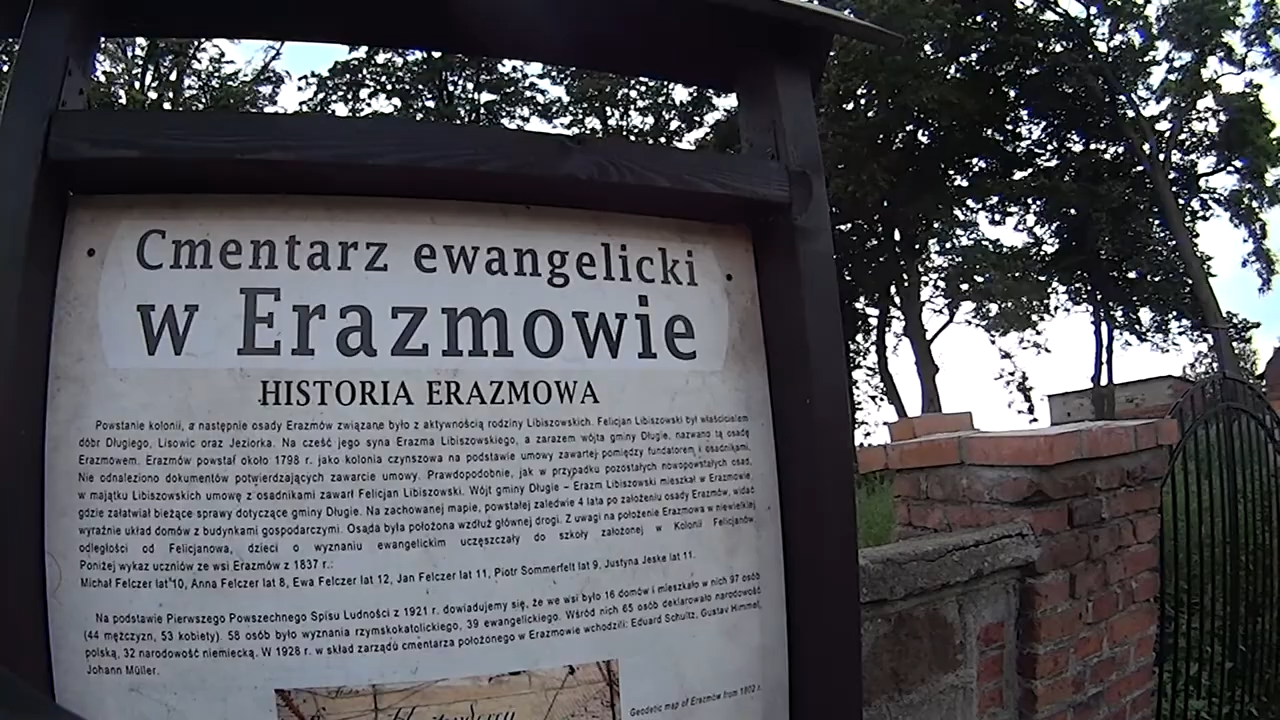 Cmentarz ewangelicki
w Erazmowie
HISTORIA ERAZMOWA
Powstanie kolonii, a następnie osady Erazmów związane było z aktywnością rodziny Libiszowskich. Felicjan Libiszowski był właścicielem
dóbr Długiego, Lisowic oraz Jeziorka. Na cześć jego syna Erazma Libiszowskiego, a zarazem wójta gminy Długie, nazwano tą osadę
Erazmowem. Erazmów powstał około 1798 r. jako kolonia czynszowa na podstawie umowy zawartej pomiędzy fundatorem i osadnikami.
Nie odnaleziono dokumentów potwierdzających zawarcie umowy. Prawdopodobnie, jak w przypadku pozostałych nowopowstałych osad,
w majątku Libiszowskich umowę z osadnikami zawarł Felicjan Libiszowski. Wójt gminy Długie – Erazm Libiszowski mieszkał w Erazmowie,
gdzie załatwiał bieżące sprawy dotyczące gminy Długie. Na zachowanej mapie, powstałej zaledwie 4 lata po założeniu osady Erazmów, widać
wyraźnie układ domów z budynkami gospodarczymi. Osada była położona wzdłuż głównej drogi. Z uwagi na położenie Erazmowa w niewielkiej
odległości od Felicjanowa, dzieci o wyznaniu ewangelickim uczęszczały do szkoły założonej w Kolonii Felicjanów.
Poniżej wykaz uczniów ze wsi Erazmów z 1837 r.:
Michał Felczer lat 10, Anna Felczer lat 8, Ewa Felczer lat 12, Jan Felczer lat 11, Piotr Sommerfelt lat 9, Justyna Jeske lat 11.
Na podstawie Pierwszego Powszechnego Spisu Ludności z 1921 r. dowiadujemy się, że we wsi było 16 domów i mieszkało w nich 97 osób
(44 mężczyzn, 53 kobiety). 58 osób było wyznania rzymskokatolickiego, 39 ewangelickiego. Wśród nich 65 osób deklarowało narodowość
polską, 32 narodowość niemiecką. W 1928 r. w skład zarządu cmentarza położonego w Erazmowie wchodzili: Eduard Schultz, Gustav Himmel,
Johann Müller.
Geodetic map of Erazmów from 1802 r.